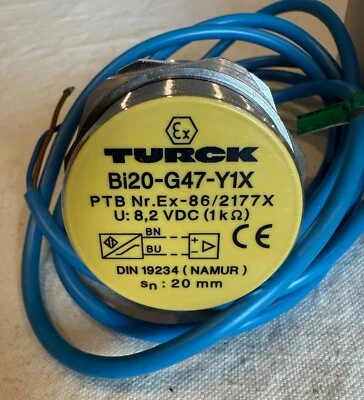 Ex
TURCK
Bi20-G47-Y1X
PTB Nr.Ex-86/2177X
U: 8,2 VDC (1kΩ)
BN
BU
+
CE
DIN 19234 (NAMUR)
sn: 20 mm